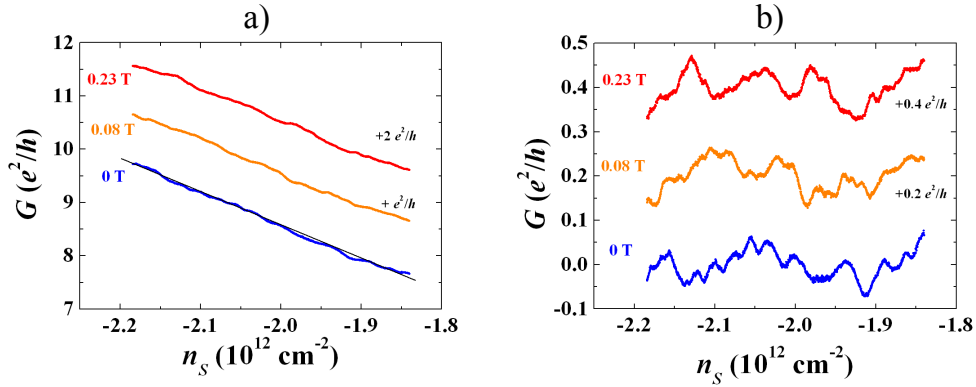 a)
12
11
10
9
8
7
G (e²/h)
0.23 T
0.08 T
0 T
+2 e²/h
+ e²/h
-2.2 -2.1 -2.0 -1.9 -1.8
nₛ (10¹² cm⁻²)
b)
0.5
0.4
0.3
0.2
0.1
0.0
-0.1
G (e²/h)
0.23 T
+0.4 e²/h
0.08 T
+0.2 e²/h
0 T
-2.2 -2.1 -2.0 -1.9 -1.8
nₛ (10¹² cm⁻²)